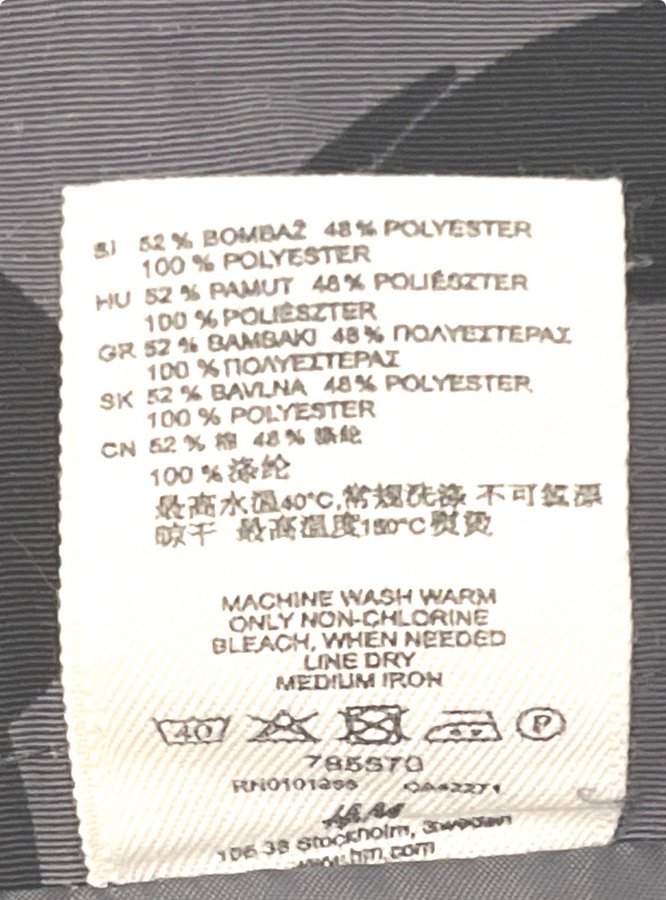 SI 52 % BOMBAŽ 48 % POLYESTER
100 % POLYESTER
HU 52 % PAMUT 48 % POLIÉSZTER
100 % POLIÉSZTER
GR 52 % ΒΑΜΒΑΚΙ 48 % ΠΟΛΥΕΣΤΕΡΑΣ
100 % ΠΟΛΥΕΣΤΕΡΑΣ
SK 52 % BAVLNA 48 % POLYESTER
100 % POLYESTER
CN 52 % 棉 48 % 涤纶
100 % 涤纶
最高水温40°C,常规洗涤 不可氯漂
晾干 最高温度150°C熨烫
MACHINE WASH WARM
ONLY NON-CHLORINE
BLEACH, WHEN NEEDED
LINE DRY
MEDIUM IRON
40 P
785570
H&M
106 38 Stockholm, Sweden
hm.com